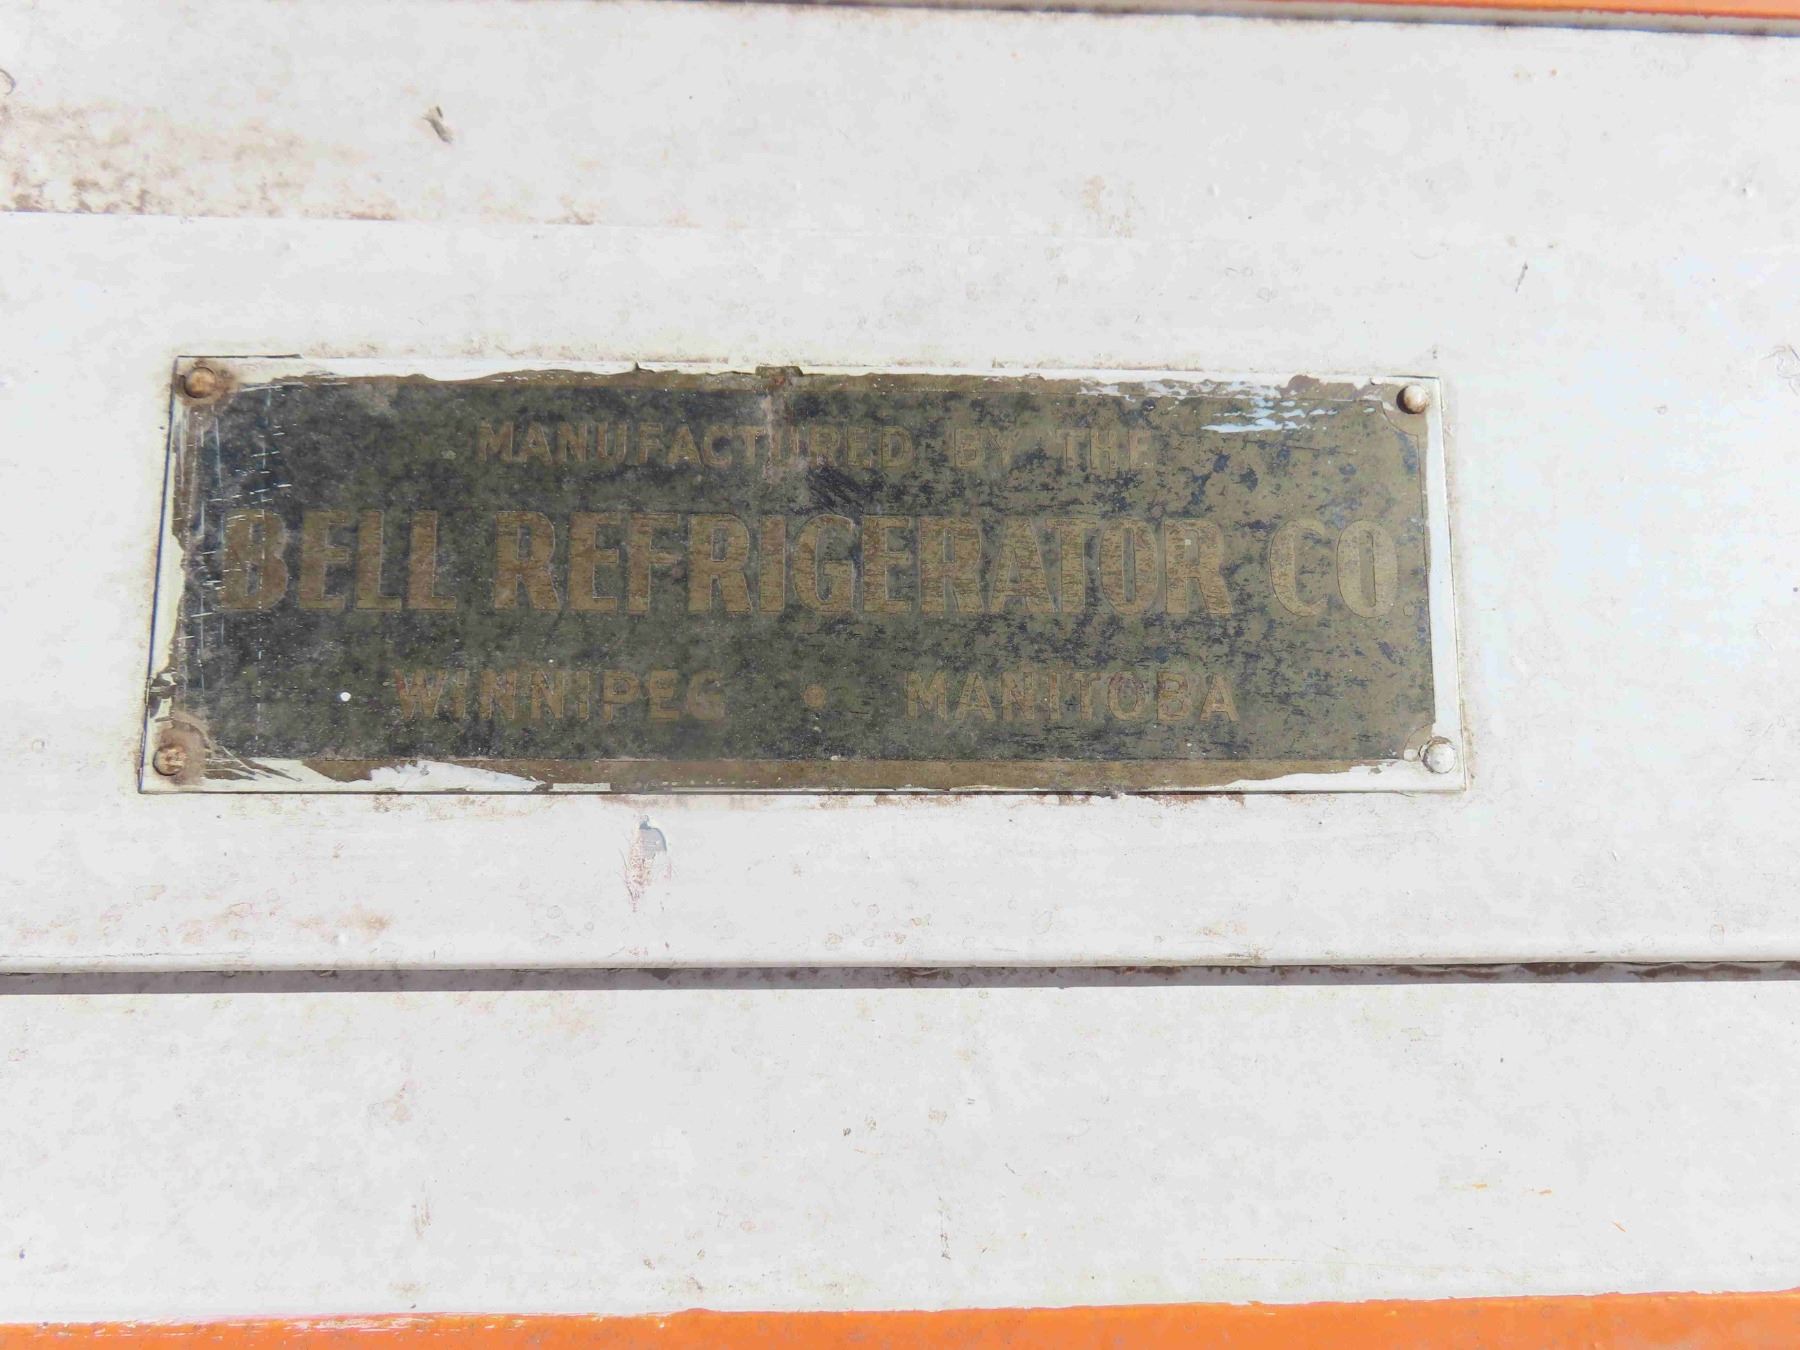 MANUFACTURED BY THE
BELL REFRIGERATOR CO.
WINNIPEG • MANITOBA